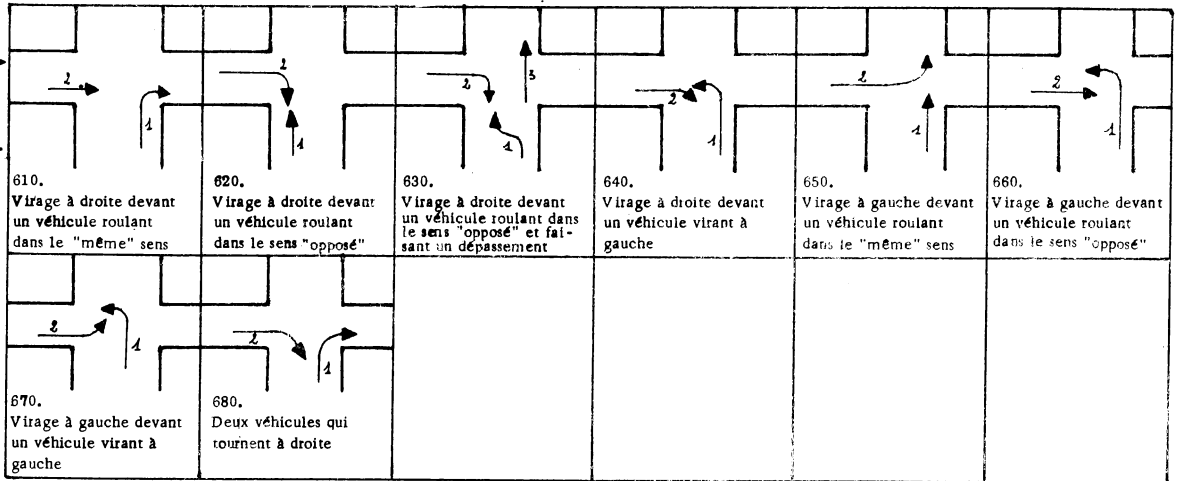 2
1
610.
Virage à droite devant
un véhicule roulant
dans le "même" sens
2
1
620.
Virage à droite devant
un véhicule roulant
dans le sens "opposé"
2
3
1
630.
Virage à droite devant
un véhicule roulant dans
le sens "opposé" et fai-
sant un dépassement
2
1
640.
Virage à droite devant
un véhicule virant à
gauche
2
1
650.
Virage à gauche devant
un véhicule roulant
dans le "même" sens
2
1
660.
Virage à gauche devant
un véhicule roulant
dans le sens "opposé"
2
1
670.
Virage à gauche devant
un véhicule virant à
gauche
2
1
680.
Deux véhicules qui
tournent à droite